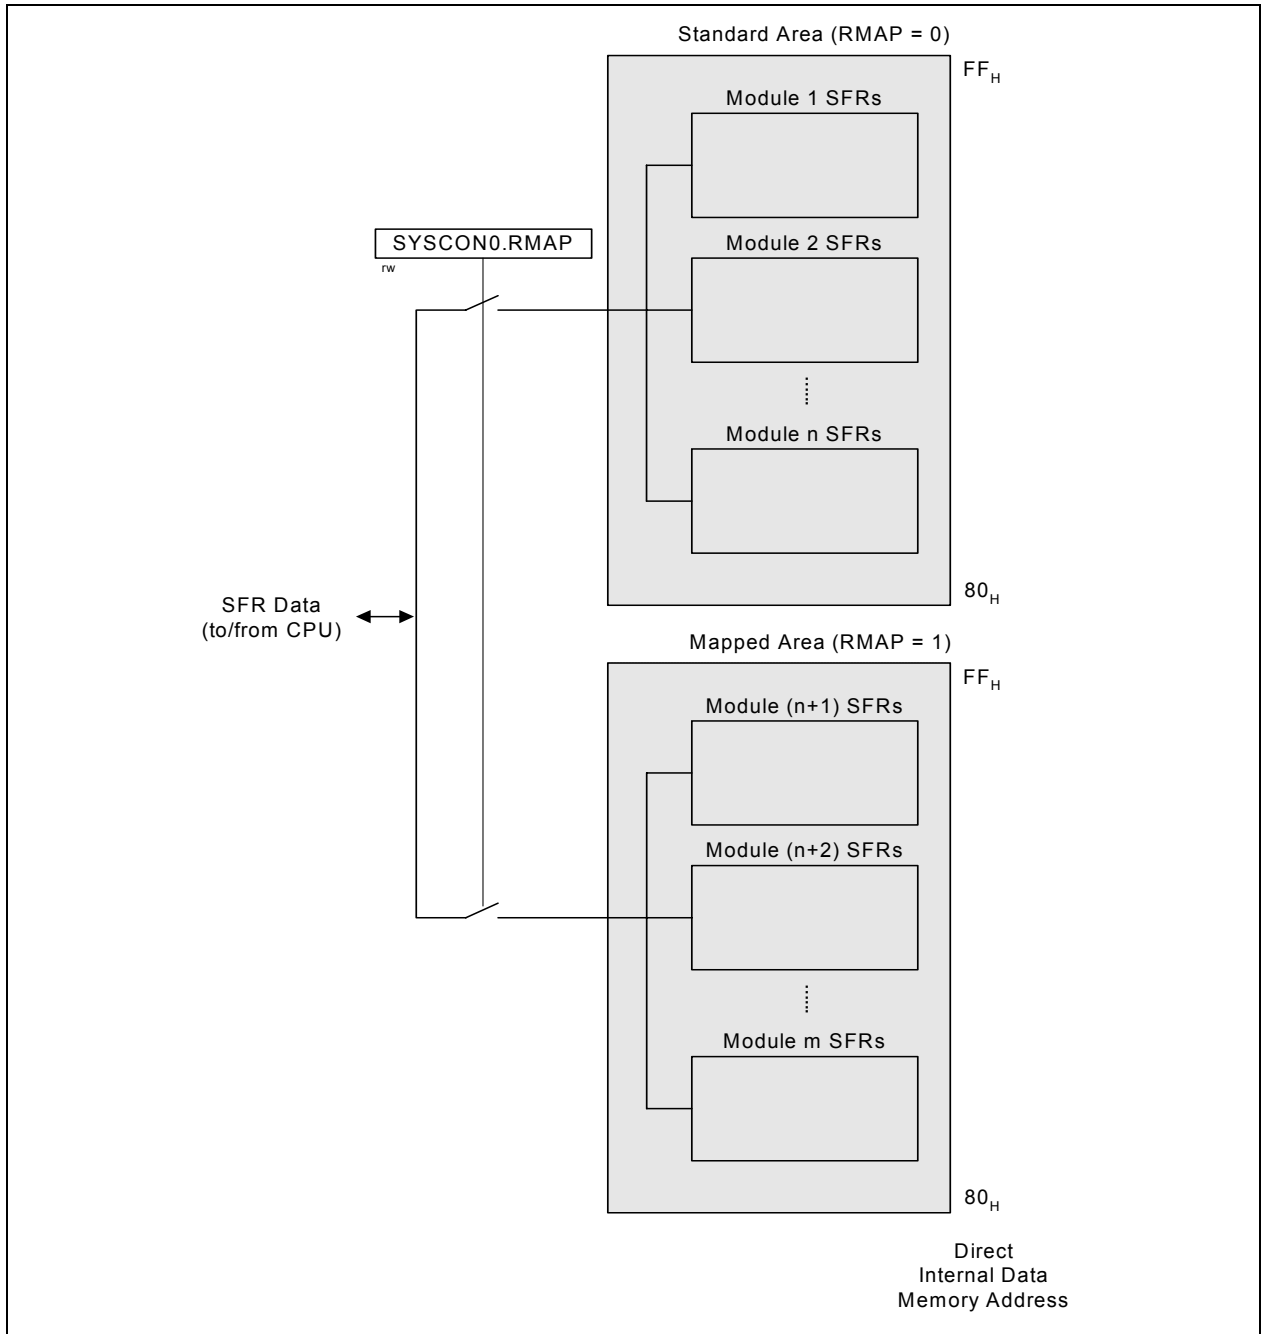 Standard Area (RMAP = 0)
FFH
Module 1 SFRs
SYSCON0.RMAP
rw
Module 2 SFRs
Module n SFRs
80H
SFR Data
(to/from CPU)
Mapped Area (RMAP = 1)
FFH
Module (n+1) SFRs
Module (n+2) SFRs
Module m SFRs
80H
Direct
Internal Data
Memory Address